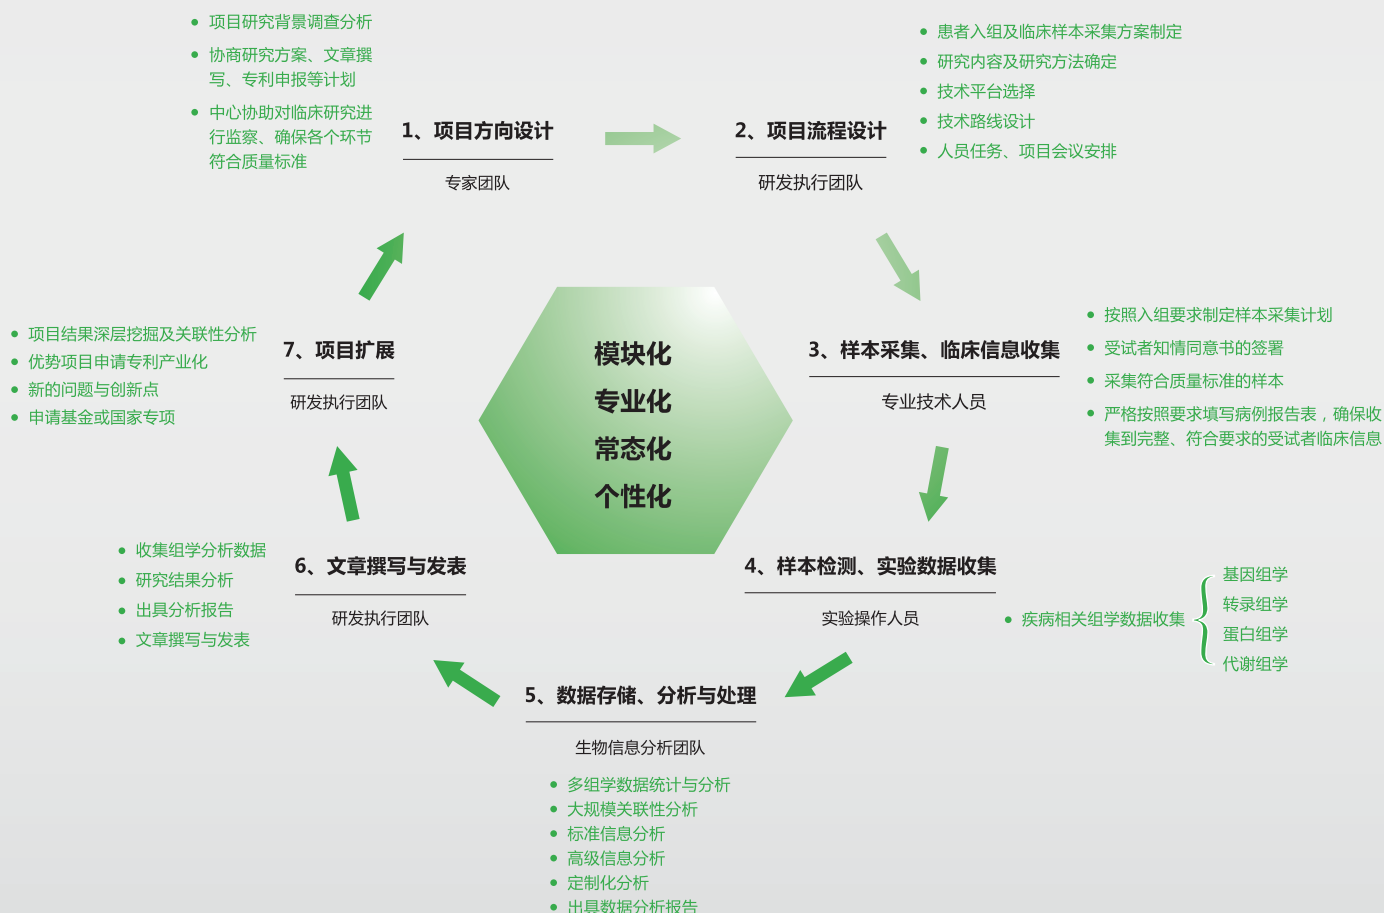 项目研究背景调查分析
协商研究方案、文章撰
写、专利申报等计划
中心协助对临床研究进
行监察、确保各个环节
符合质量标准
1、项目方向设计
专家团队
2、项目流程设计
研发执行团队
患者入组及临床样本采集方案制定
研究内容及研究方法确定
技术平台选择
技术路线设计
人员任务、项目会议安排
3、样本采集、临床信息收集
专业技术人员
按照入组要求制定样本采集计划
受试者知情同意书的签署
采集符合质量标准的样本
严格按照要求填写病例报告表，确保收
集到完整、符合要求的受试者临床信息
4、样本检测、实验数据收集
实验操作人员
疾病相关组学数据收集
基因组学
转录组学
蛋白组学
代谢组学
5、数据存储、分析与处理
生物信息分析团队
多组学数据统计与分析
大规模关联性分析
标准信息分析
高级信息分析
定制化分析
出具数据分析报告
6、文章撰写与发表
研发执行团队
收集组学分析数据
研究结果分析
出具分析报告
文章撰写与发表
7、项目扩展
研发执行团队
项目结果深层挖掘及关联性分析
优势项目申请专利产业化
新的问题与创新点
申请基金或国家专项
模块化
专业化
常态化
个性化